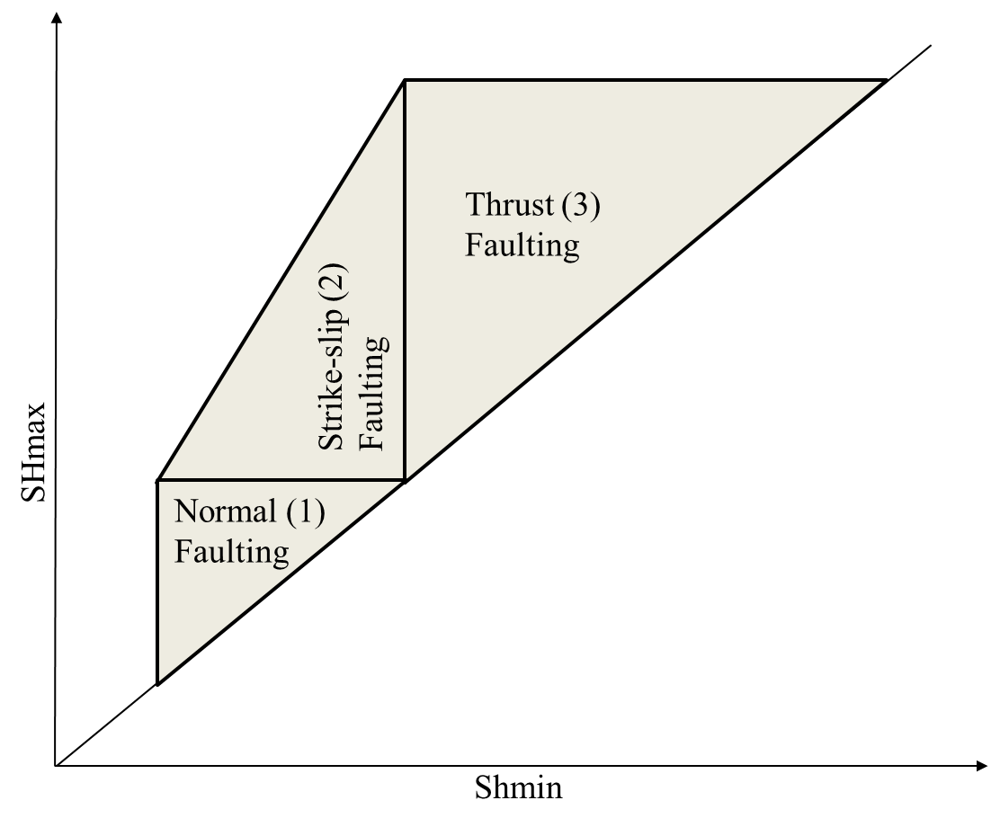 SHmax
Thrust (3)
Faulting
Strike-slip (2)
Faulting
Normal (1)
Faulting
Shmin